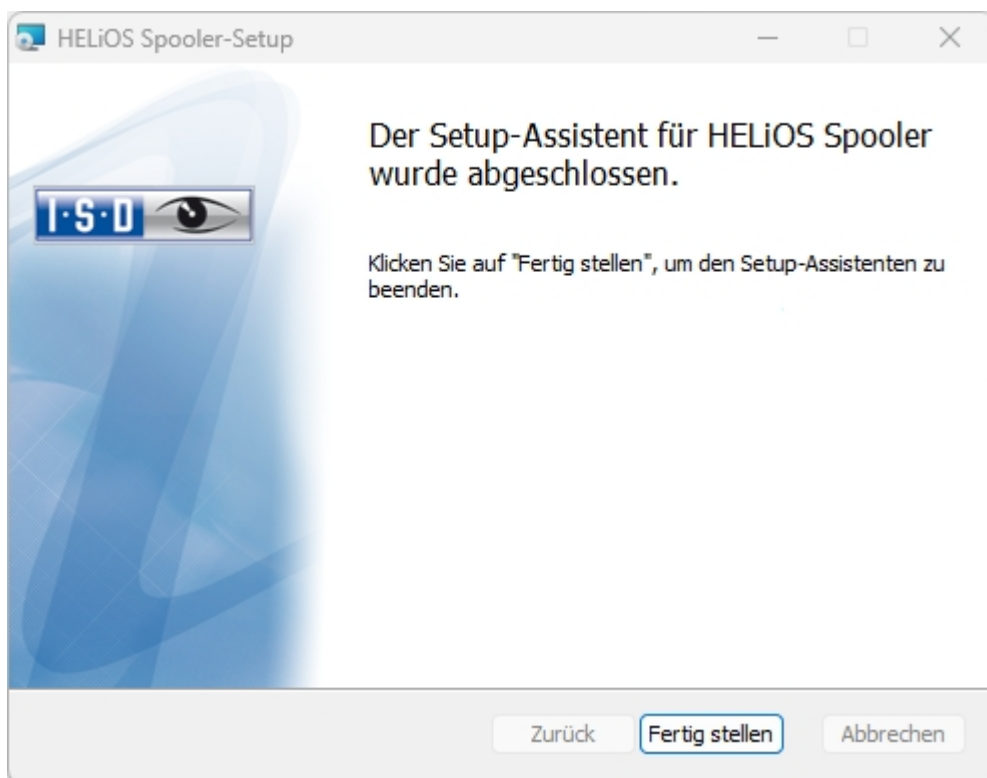 HELiOS Spooler-Setup
Der Setup-Assistent für HELiOS Spooler
wurde abgeschlossen.
I·S·D
Klicken Sie auf "Fertig stellen", um den Setup-Assistenten zu
beenden.
Zurück
Fertig stellen
Abbrechen